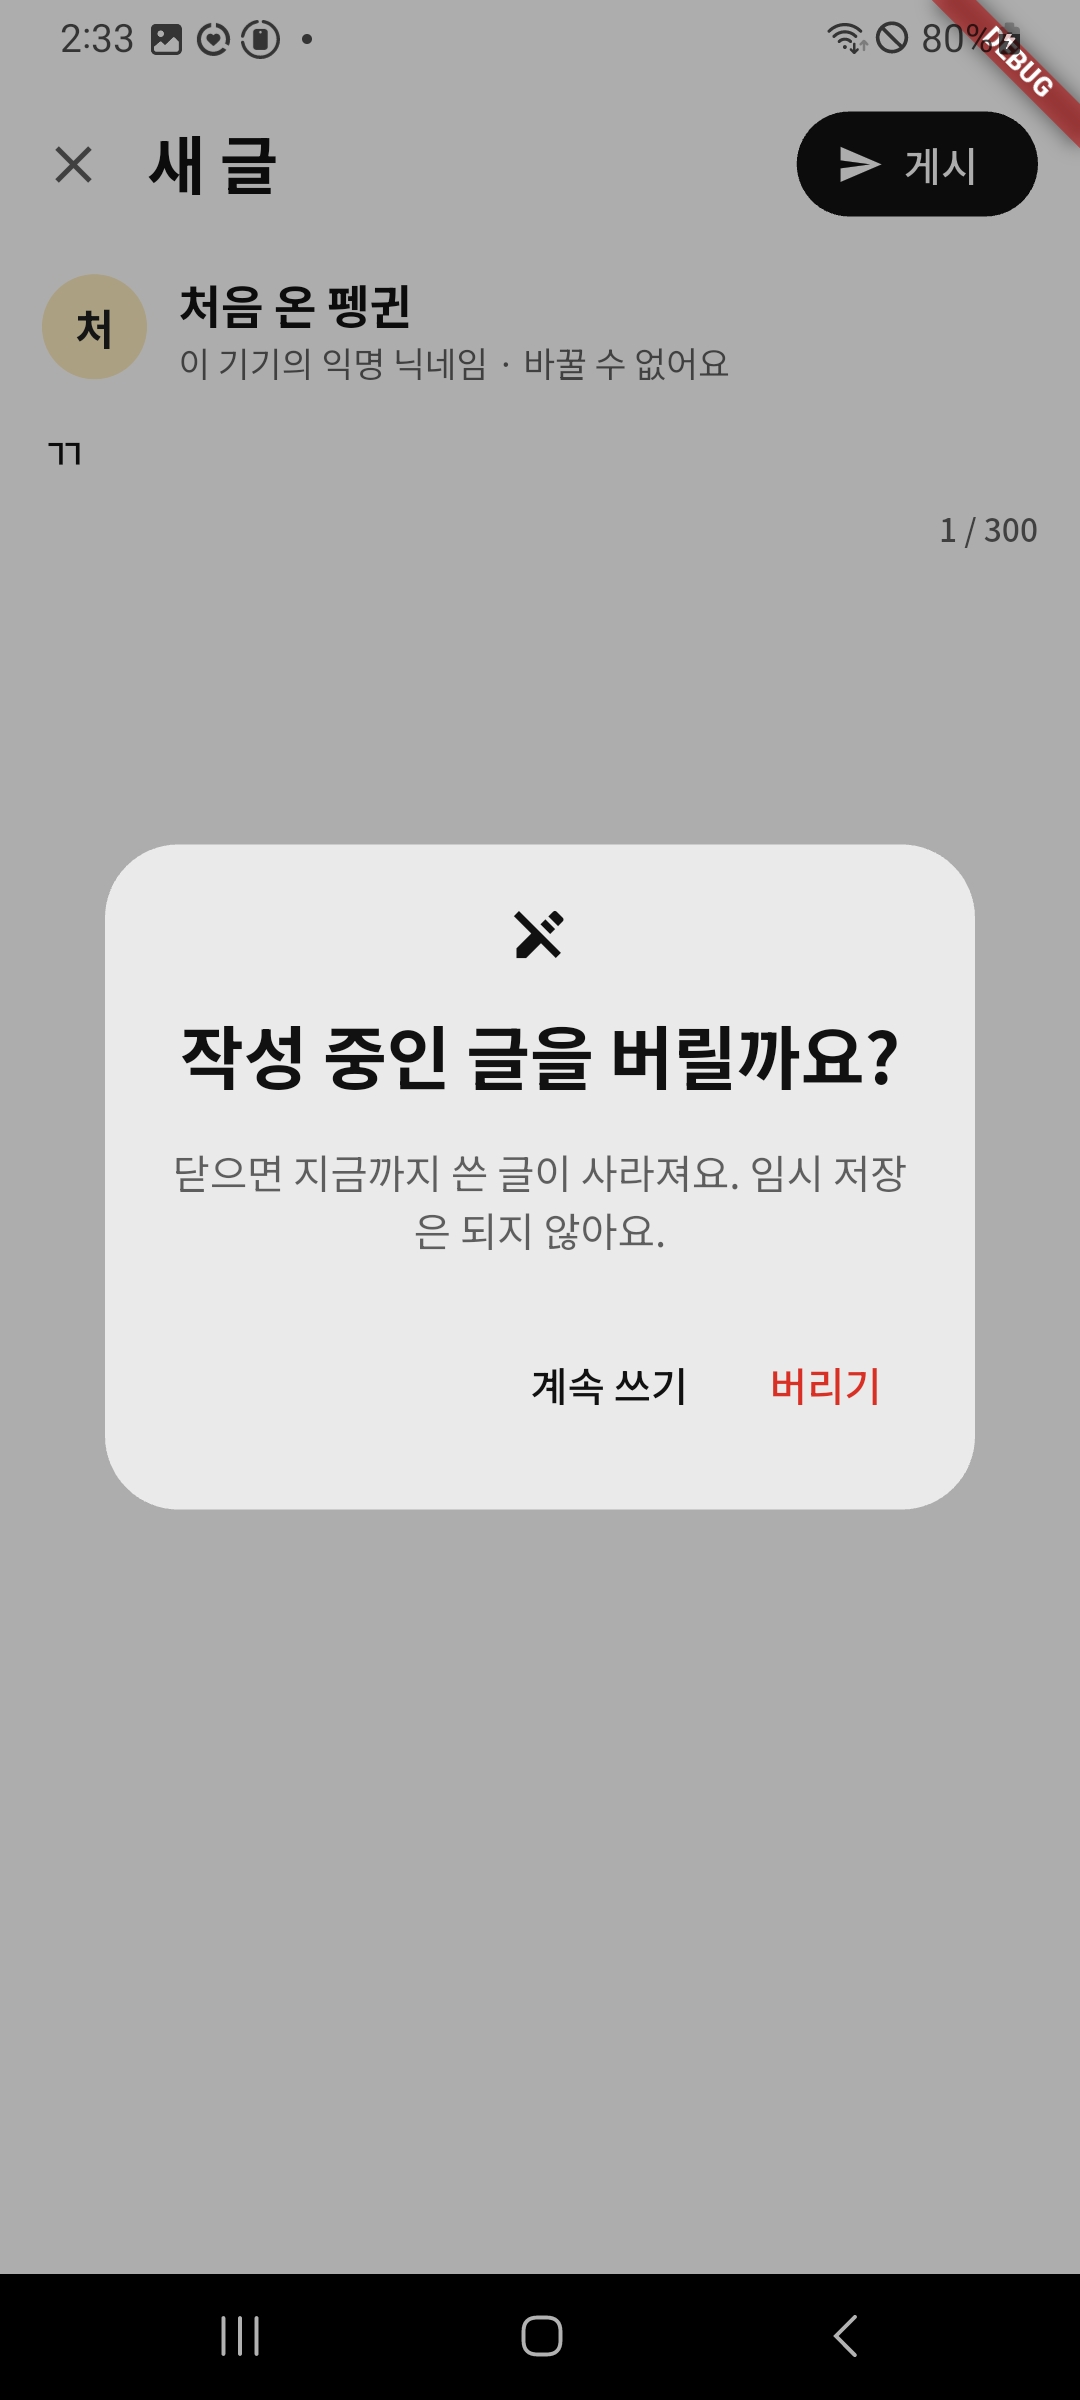 2:33
80%
DEBUG
새 글
게시
처
처음 온 펭귄
이 기기의 익명 닉네임 · 바꿀 수 없어요
ㄲ
1 / 300
작성 중인 글을 버릴까요?
닫으면 지금까지 쓴 글이 사라져요. 임시 저장
은 되지 않아요.
계속 쓰기
버리기